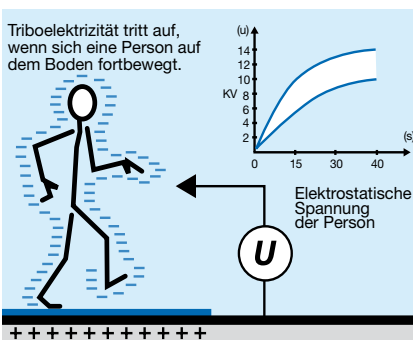 Triboelektrizität tritt auf,
wenn sich eine Person auf
dem Boden fortbewegt.
(u)
14
12
10
KV
8
6
4
2
(s)
0 15 30 40
Elektrostatische
Spannung
der Person
U
+ + + + + + + + + + +